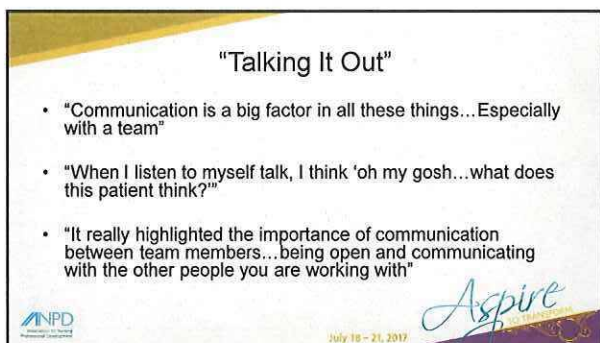 “Talking It Out”
• “Communication is a big factor in all these things…Especially
with a team”
• “When I listen to myself talk, I think ‘oh my gosh…what does
this patient think?’”
• “It really highlighted the importance of communication
between team members…being open and communicating
with the other people you are working with”
ANPD
July 18 – 21, 2017
Aspire
TO TRANSFORM